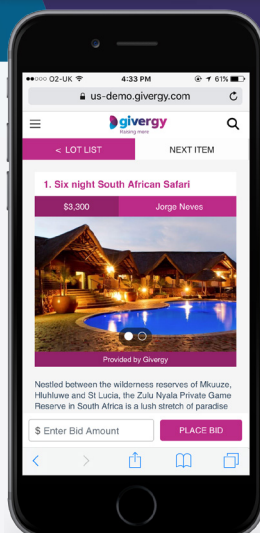 O2-UK 4:33 PM 61%
us-demo.givergy.com
givergy
Raising more
< LOT LIST NEXT ITEM
1. Six night South African Safari
$3,300 Jorge Neves
Provided by Givergy
Nestled between the wilderness reserves of Mkuuze,
Hluhluwe and St Lucia, the Zulu Nyala Private Game
Reserve in South Africa is a lush stretch of paradise
$ Enter Bid Amount PLACE BID